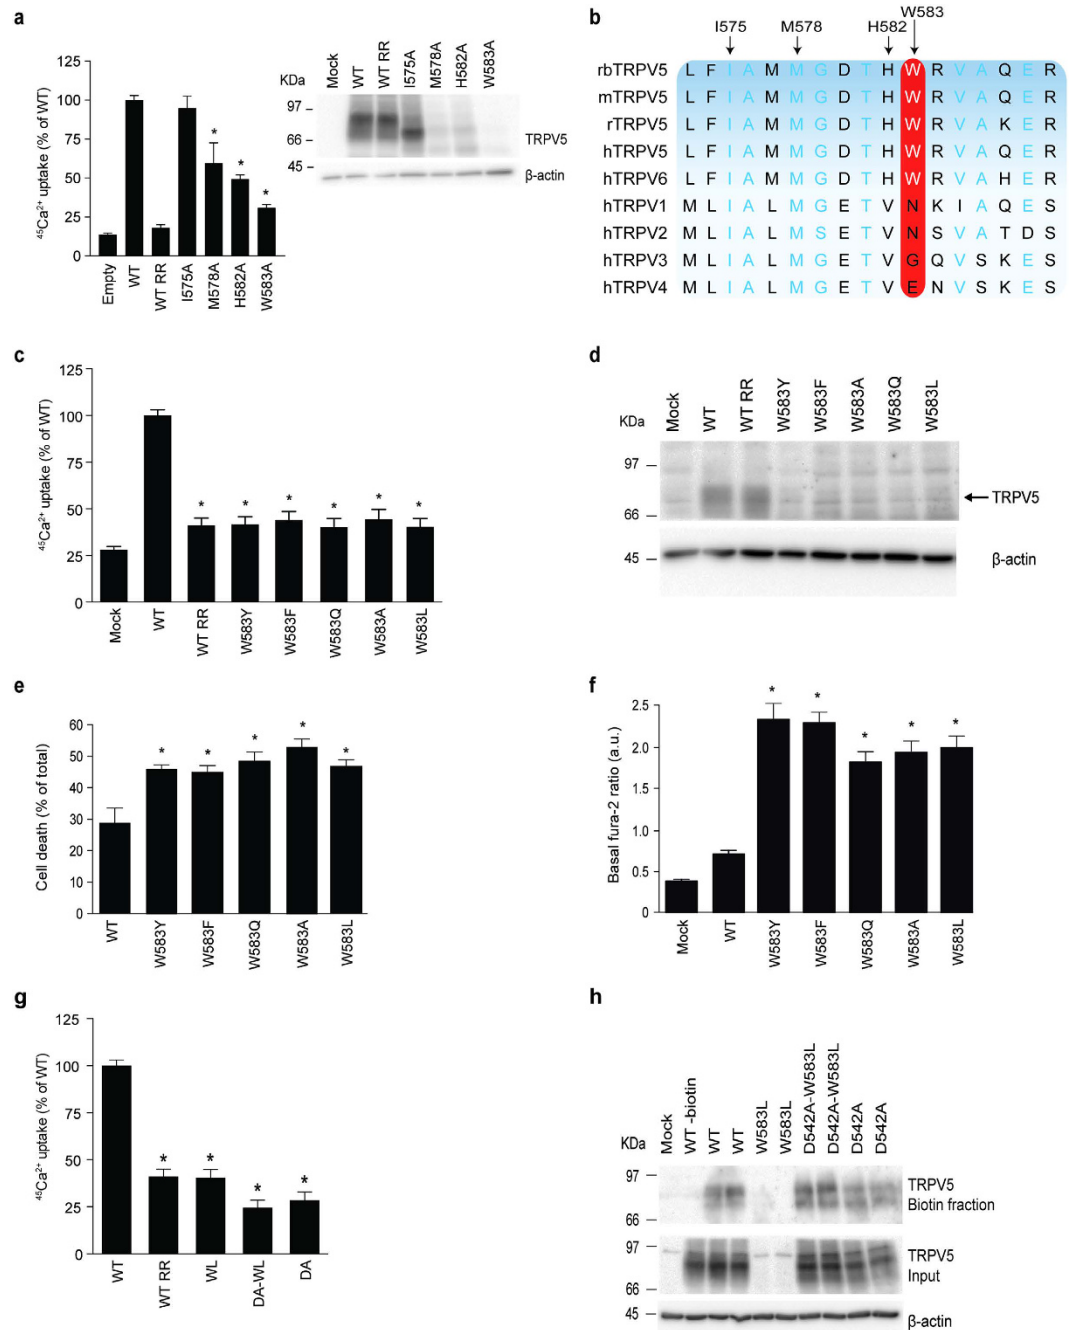 a
⁴⁵Ca²⁺ uptake (% of WT)
125
100
75
50
25
0
* * * *
Empty WT WT RR I575A M578A H582A W583A
Mock WT WT RR I575A M578A H582A W583A
KDa
97
66
45
TRPV5
β-actin
b
I575 M578 H582 W583
rbTRPV5 L F I A M M G D T H W R V A Q E R
mTRPV5 L F I A M M G D T H W R V A Q E R
rTRPV5 L F I A M M G D T H W R V A K E R
hTRPV5 L F I A M M G D T H W R V A Q E R
hTRPV6 L F I A M M G D T H W R V A H E R
hTRPV1 M L I A L M G E T V N K I A Q E S
hTRPV2 M L I A L M S E T V N S V A T D S
hTRPV3 M L I A L M G E T V G Q V S K E S
hTRPV4 M L I A L M G E T V E N V S K E S
c
⁴⁵Ca²⁺ uptake (% of WT)
125
100
75
50
25
0
* * * * * *
Mock WT WT RR W583Y W583F W583Q W583A W583L
d
Mock WT WT RR W583Y W583F W583A W583Q W583L
KDa
97
66
45
TRPV5
β-actin
e
Cell death (% of total)
60
50
40
30
20
10
0
* * * * *
WT W583Y W583F W583Q W583A W583L
f
Basal fura-2 ratio (a.u.)
2.5
2.0
1.5
1.0
0.5
0
* * * * *
Mock WT W583Y W583F W583Q W583A W583L
g
⁴⁵Ca²⁺ uptake (% of WT)
125
100
75
50
25
0
* * * *
WT WT RR WL DA-WL DA
h
Mock WT -biotin WT WT W583L W583L D542A-W583L D542A-W583L D542A D542A
KDa
97
66
TRPV5
Biotin fraction
97
66
TRPV5
Input
45
β-actin